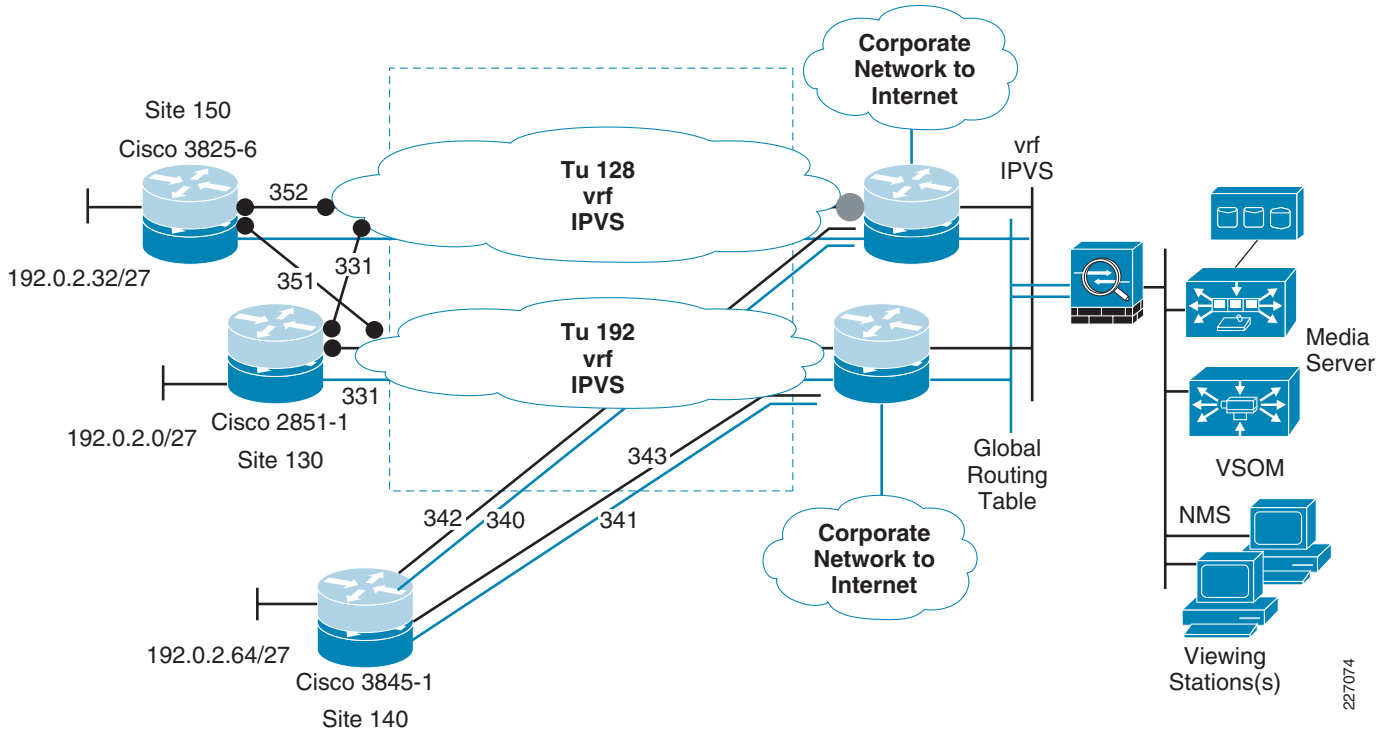 Corporate
Network to
Internet
Site 150
Cisco 3825-6
352
Tu 128
vrf
IPVS
vrf
IPVS
192.0.2.32/27
351
331
Tu 192
vrf
IPVS
Media
Server
331
192.0.2.0/27
Cisco 2851-1
Site 130
343
Global
Routing
Table
VSOM
342
340
341
Corporate
Network to
Internet
NMS
192.0.2.64/27
Cisco 3845-1
Site 140
Viewing
Stations(s)
227074